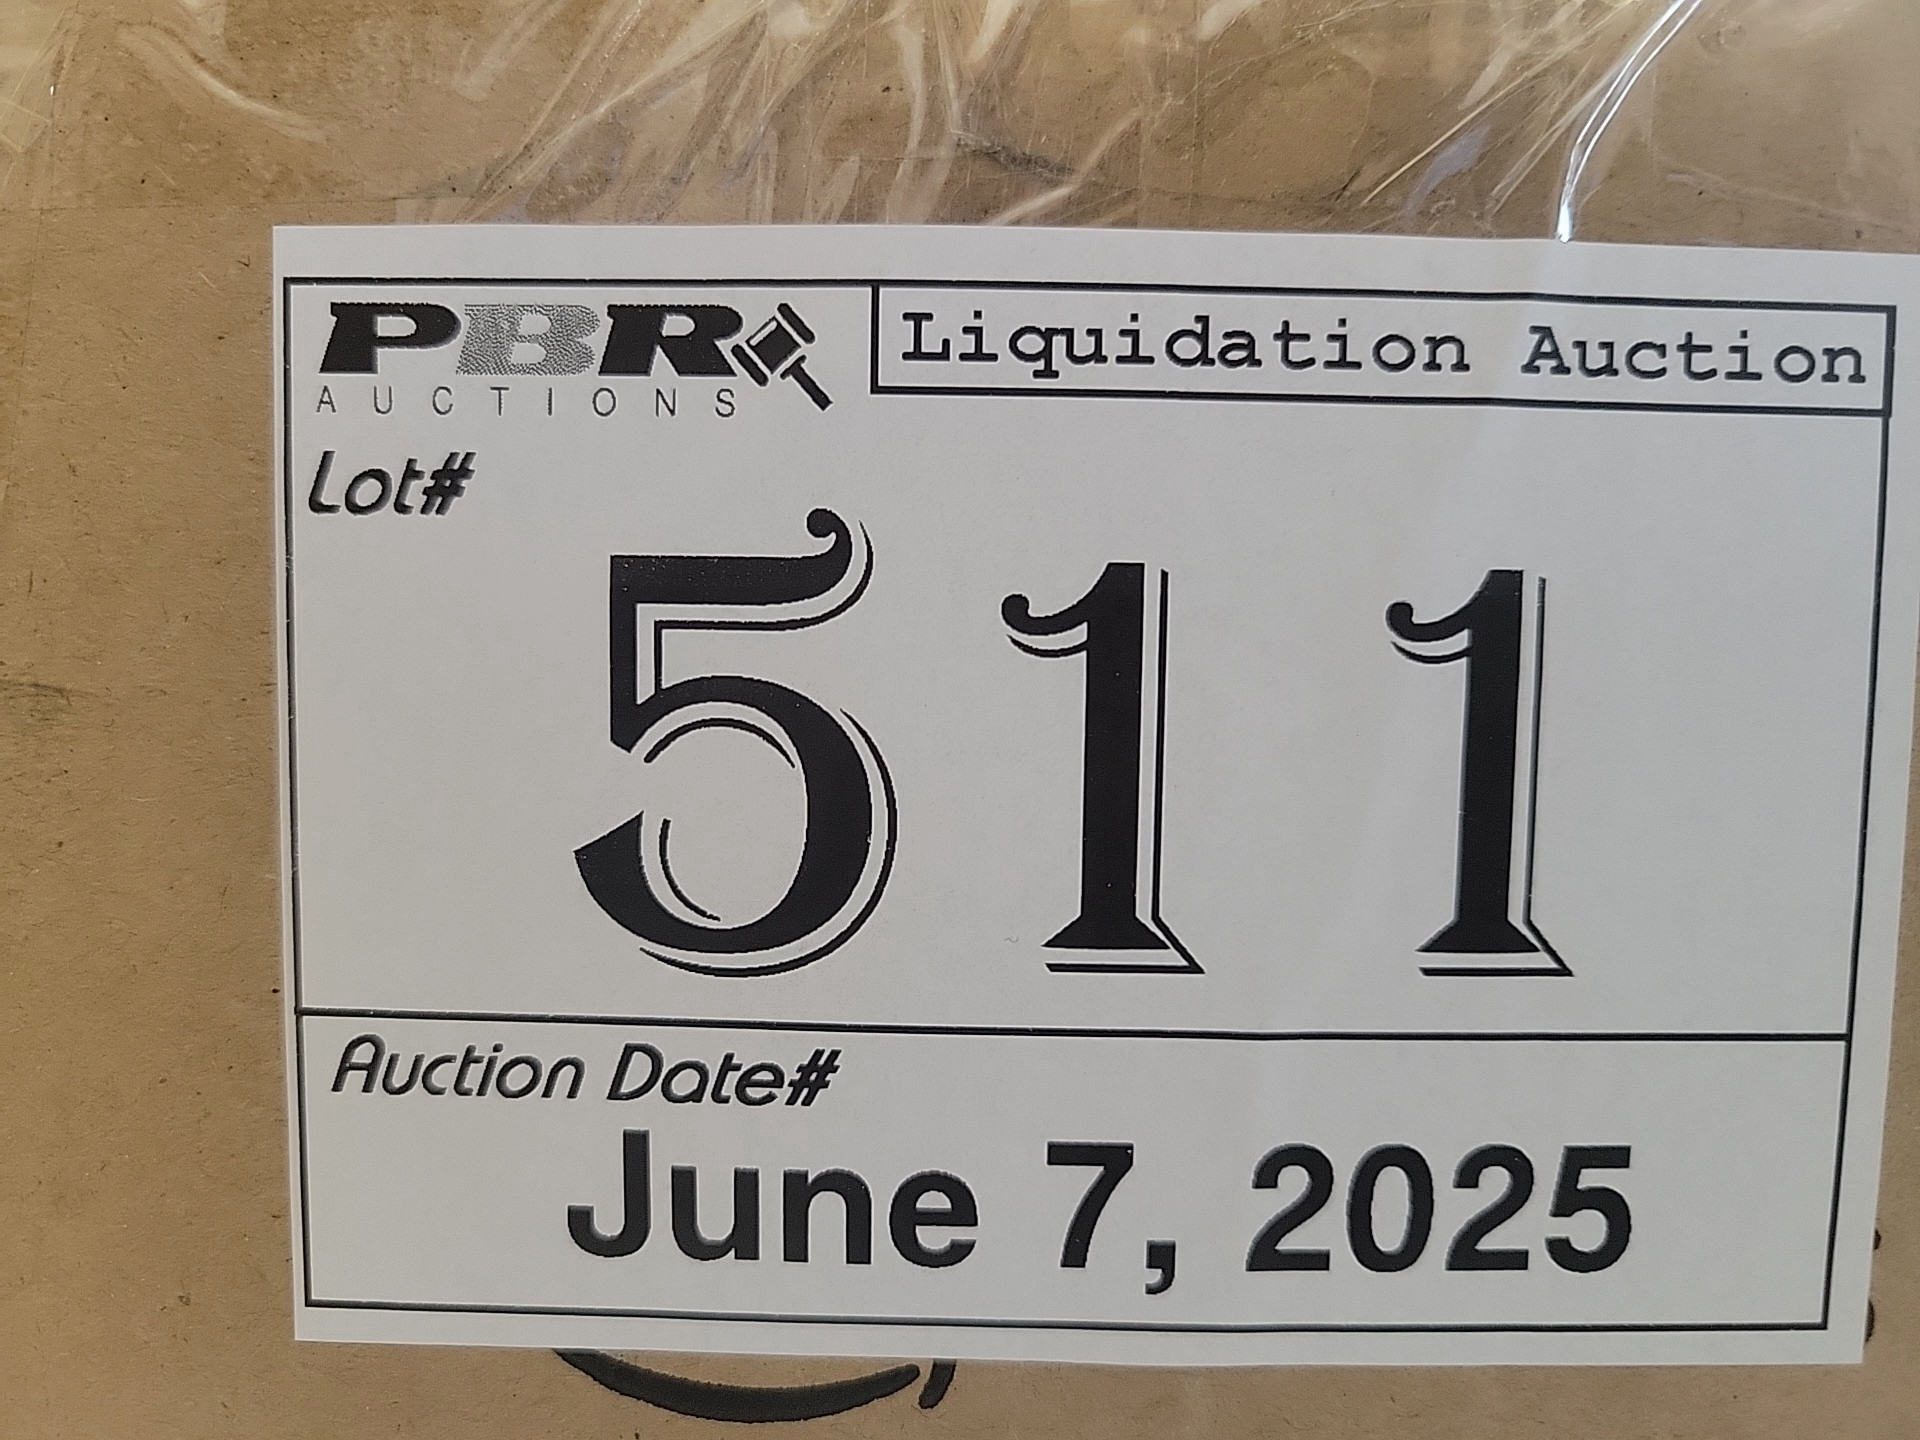 PBR
AUCTIONS
Liquidation Auction
Lot#
511
Auction Date#
June 7, 2025